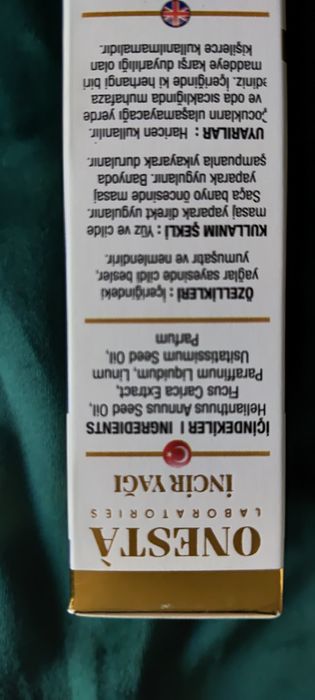 ONESTÀ
LABORATORIES
İNCİR YAĞI
İÇİNDEKİLER | INGREDIENTS
Helianthus Annuus Seed Oil,
Ficus Carica Extract,
Paraffinum Liquidum, Linum
Usitatissimum Seed Oil,
Parfum
ÖZELLİKLERİ : İçeriğindeki
yağlar sayesinde cildi besler,
yumuşatır ve nemlendirir.
KULLANIM ŞEKLİ : Yüz ve cilde
masaj yaparak direkt uygulanır.
Saça banyo öncesinde masaj
yaparak uygulanır. Banyoda
şampuanla yıkayarak durulanır.
UYARILAR : Haricen kullanılır.
Çocukların ulaşamayacağı yerde
ve oda sıcaklığında muhafaza
ediniz. İçeriğinde ki herhangi biri
maddeye karşı duyarlılığı olan
kişilerce kullanılmamalıdır.